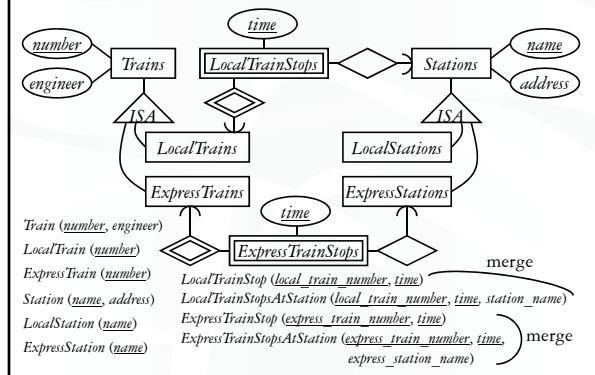 time
number
Trains
LocalTrainStops
Stations
name
engineer
address
ISA
ISA
LocalTrains
LocalStations
ExpressTrains
ExpressStations
time
ExpressTrainStops
Train (number, engineer)
LocalTrain (number)
ExpressTrain (number)
Station (name, address)
LocalStation (name)
ExpressStation (name)
merge
LocalTrainStop (local_train_number, time)
LocalTrainStopsAtStation (local_train_number, time, station_name)
ExpressTrainStop (express_train_number, time)
ExpressTrainStopsAtStation (express_train_number, time,
express_station_name)
merge